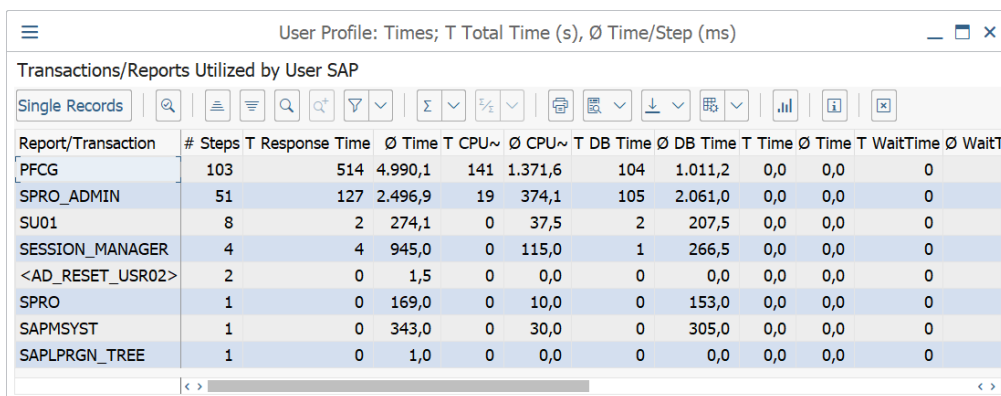 User Profile: Times; T Total Time (s), Ø Time/Step (ms)
Transactions/Reports Utilized by User SAP
Single Records
Report/Transaction # Steps T Response Time Ø Time T CPU~ Ø CPU~ T DB Time Ø DB Time T Time Ø Time T WaitTime Ø WaitT
PFCG 103 514 4.990,1 141 1.371,6 104 1.011,2 0,0 0,0 0
SPRO_ADMIN 51 127 2.496,9 19 374,1 105 2.061,0 0,0 0,0 0
SU01 8 2 274,1 0 37,5 2 207,5 0,0 0,0 0
SESSION_MANAGER 4 4 945,0 0 115,0 1 266,5 0,0 0,0 0
<AD_RESET_USR02> 2 0 1,5 0 0,0 0 0,0 0,0 0,0 0
SPRO 1 0 169,0 0 10,0 0 153,0 0,0 0,0 0
SAPMSYST 1 0 343,0 0 30,0 0 305,0 0,0 0,0 0
SAPLPRGN_TREE 1 0 1,0 0 0,0 0 0,0 0,0 0,0 0